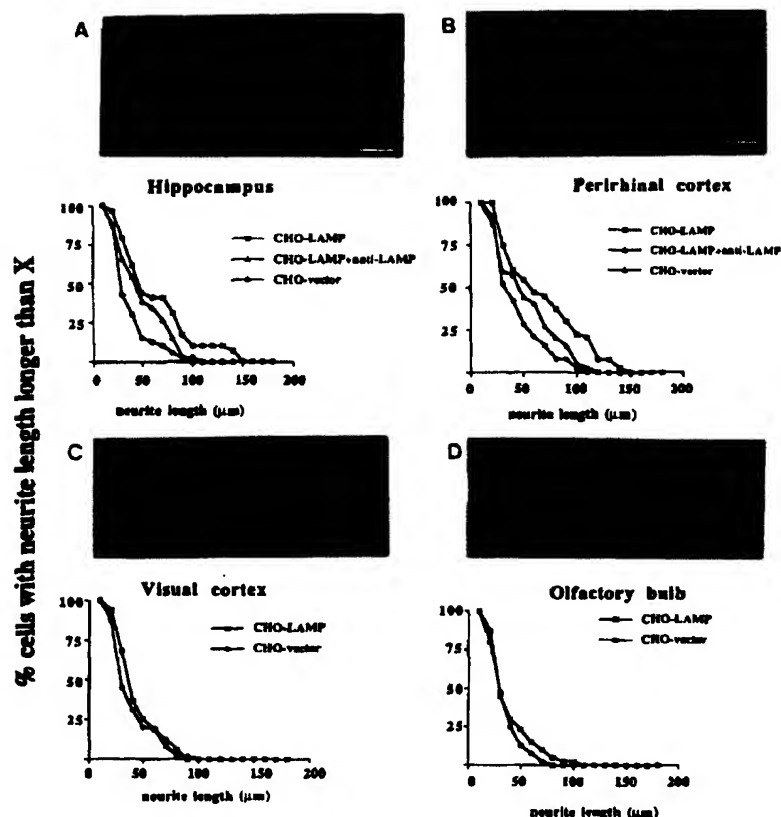 A
B
Hippocampus
100
75
50
25
CHO-LAMP
CHO-LAMP+anti-LAMP
CHO-vector
0 50 100 150 200
neurite length (µm)
Perirhinal cortex
100
75
50
25
CHO-LAMP
CHO-LAMP+anti-LAMP
CHO-vector
0 50 100 150 200
neurite length (µm)
% cells with neurite length longer than X
C
D
Visual cortex
100
75
50
25
CHO-LAMP
CHO-vector
0 50 100 150 200
neurite length (µm)
Olfactory bulb
100
75
50
25
CHO-LAMP
CHO-vector
0 50 100 150 200
neurite length (µm)